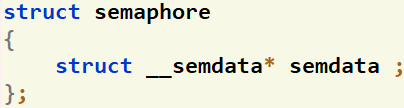 struct semaphore
{
    struct __semdata* semdata ;
};